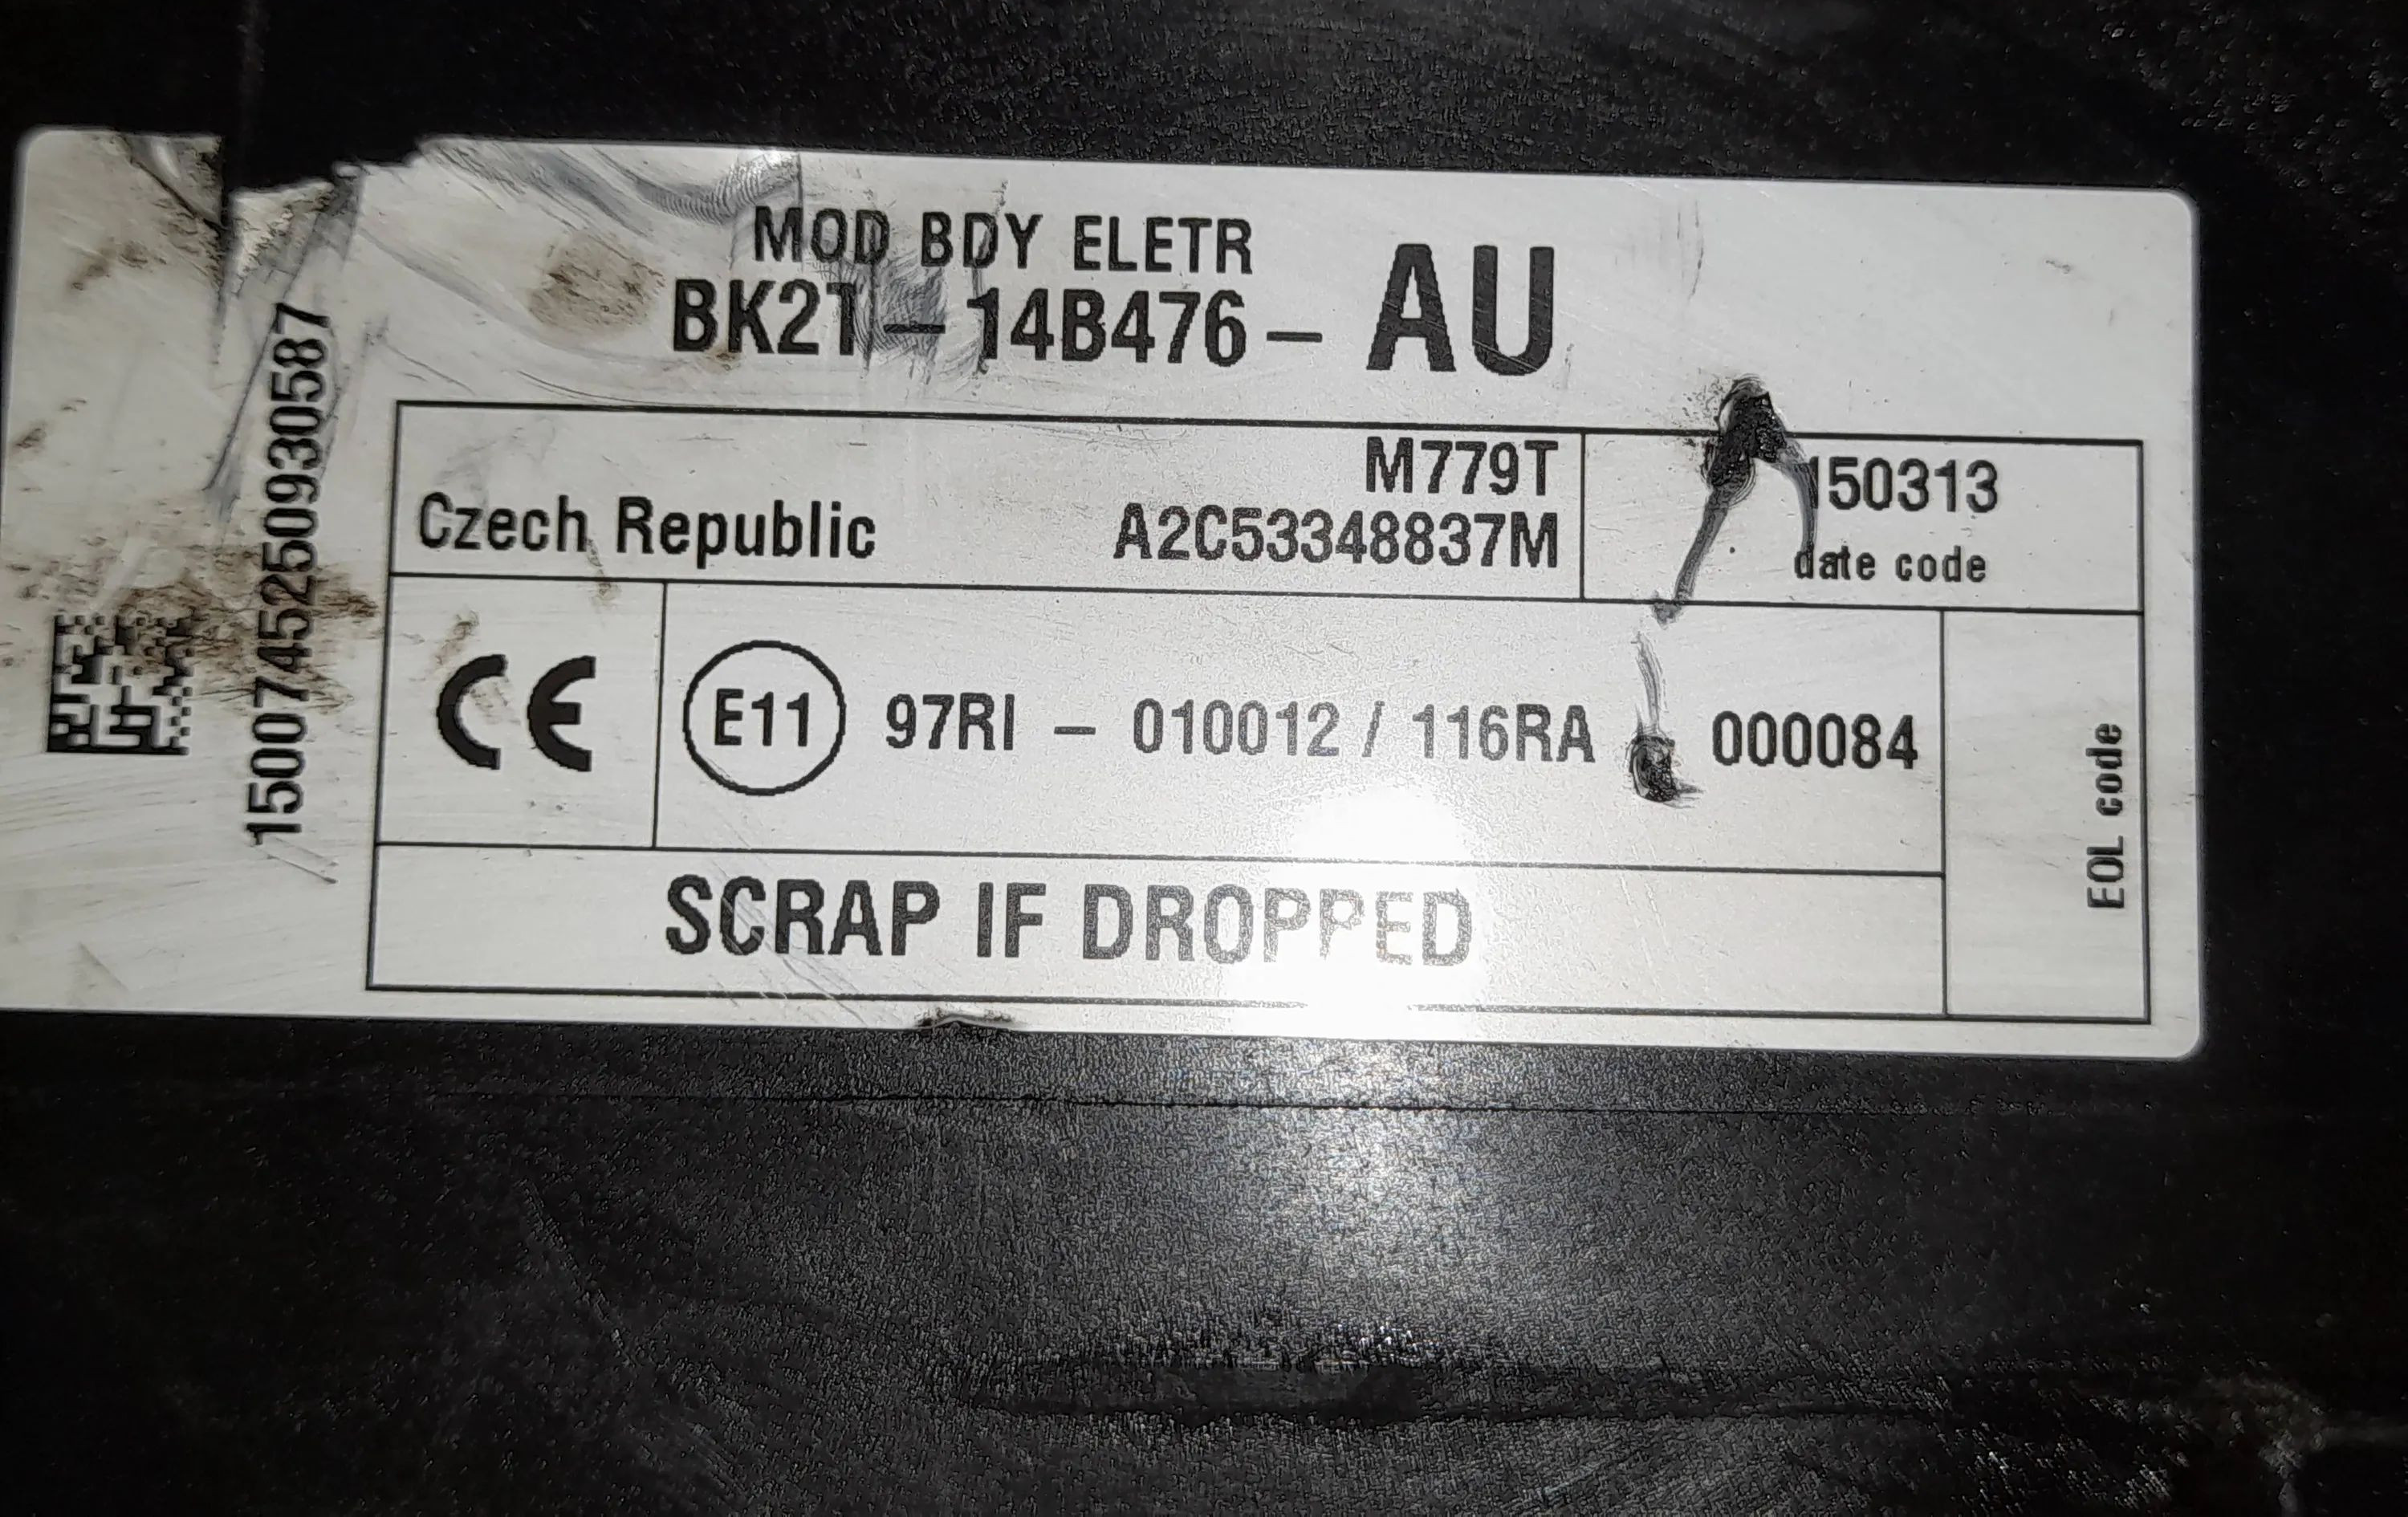 MOD BDY ELETR
BK2T-14B476-AU
M779T
Czech Republic A2C53348837M
150313
date code
CE E11 97RI - 010012 / 116RA 000084
SCRAP IF DROPPED
EOL code
15007452509330587